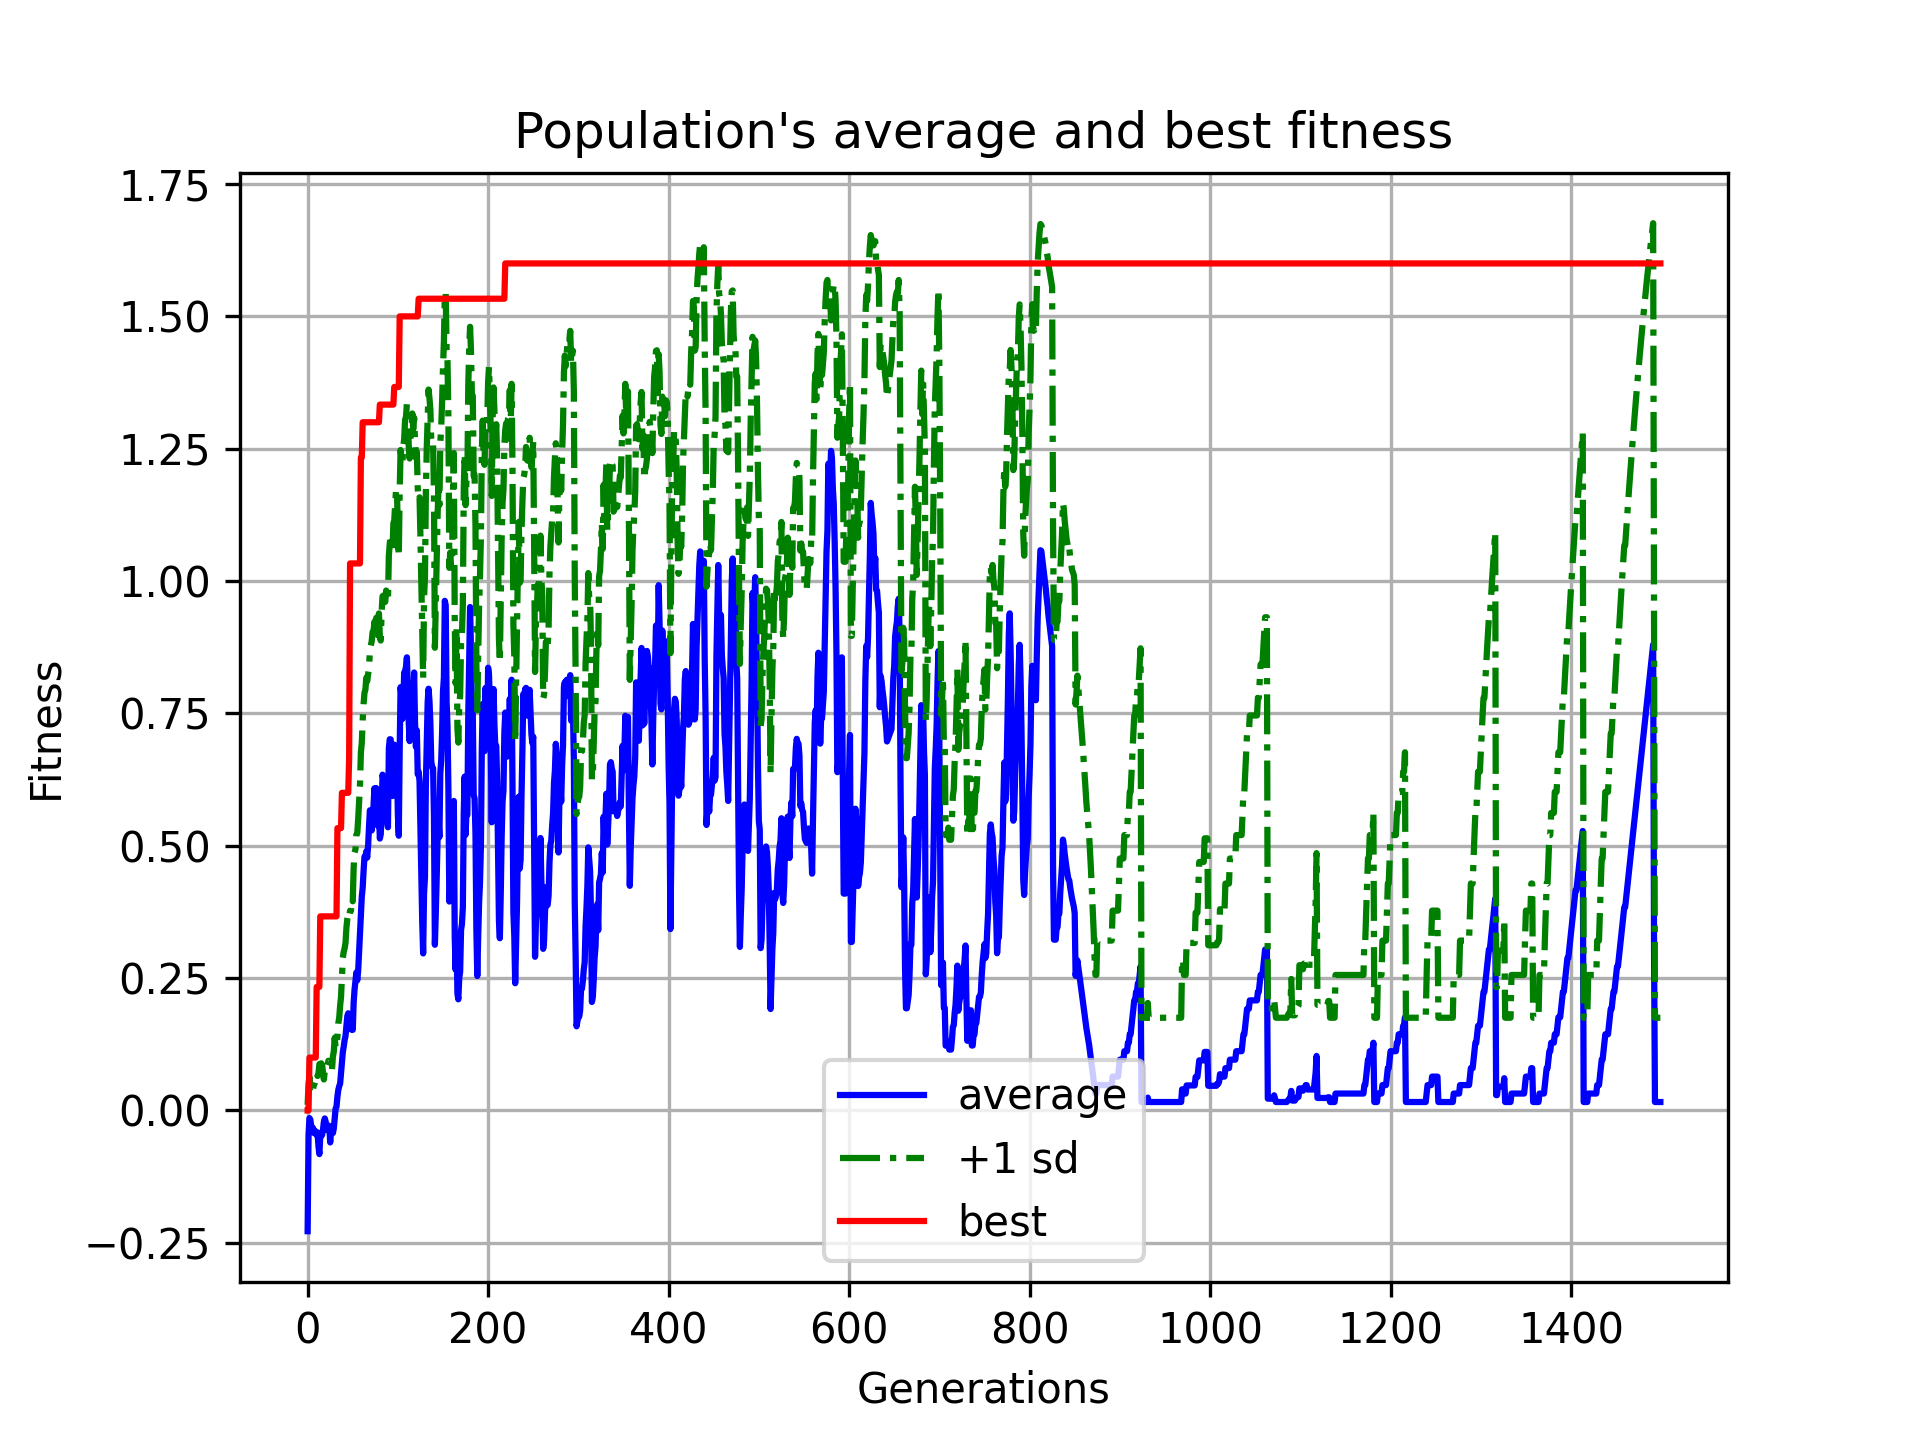 Population's average and best fitness
1.75
1.50
1.25
1.00
0.75
0.50
0.25
0.00
−0.25
Fitness
average
+1 sd
best
0 200 400 600 800 1000 1200 1400
Generations